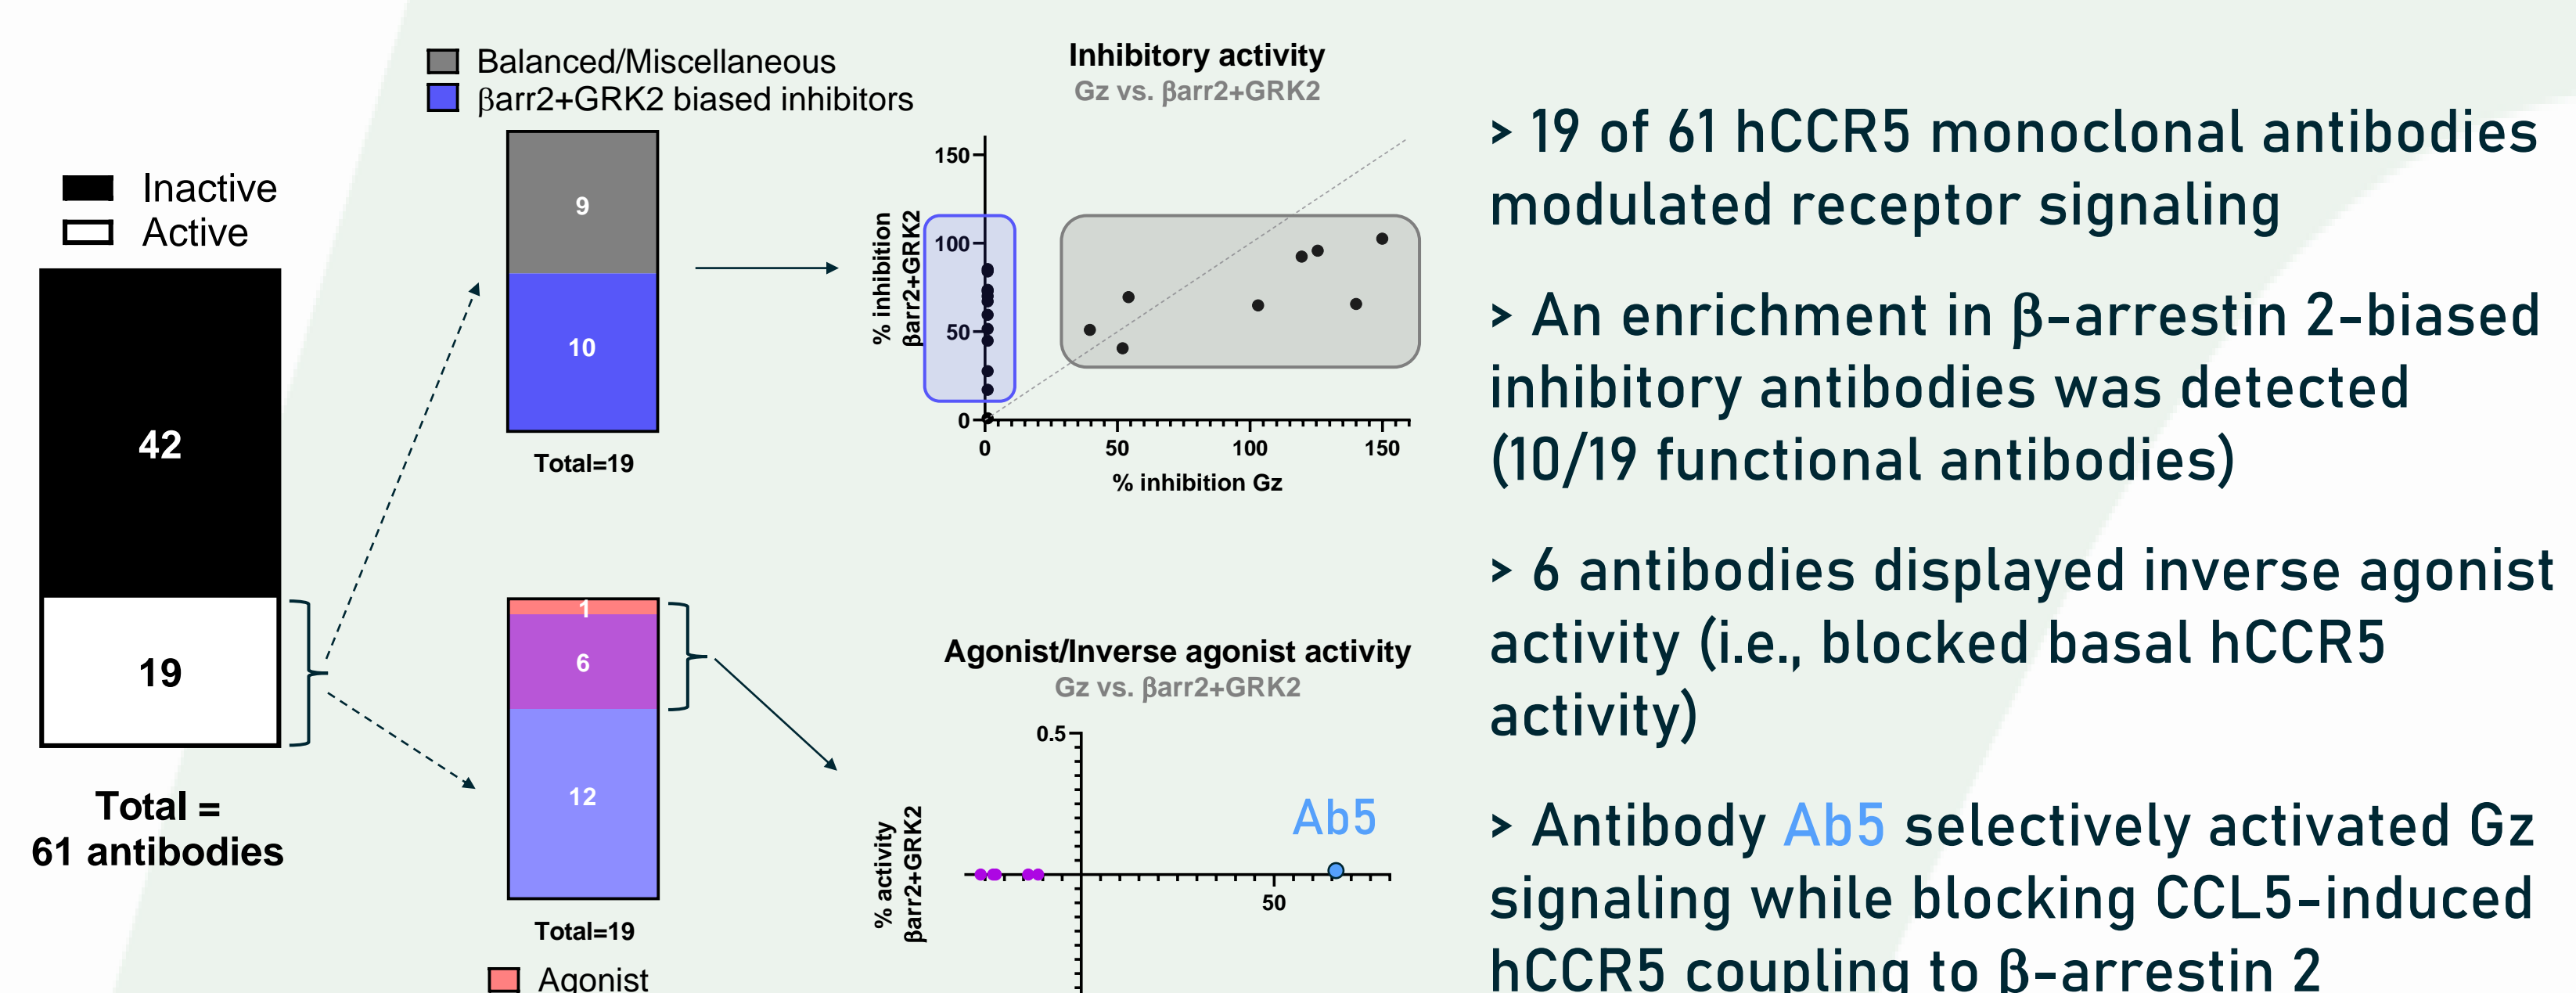 Inactive
Active
42
19
Total =
61 antibodies
Balanced/Miscellaneous
βarr2+GRK2 biased inhibitors
9
10
Total=19
1
6
12
Total=19
Agonist
Inhibitory activity
Gz vs. βarr2+GRK2
150
100
50
0
% inhibition
βarr2+GRK2
0 50 100 150
% inhibition Gz
Agonist/Inverse agonist activity
Gz vs. βarr2+GRK2
0.5
Ab5
% activity
βarr2+GRK2
50
> 19 of 61 hCCR5 monoclonal antibodies
modulated receptor signaling
> An enrichment in β-arrestin 2-biased
inhibitory antibodies was detected
(10/19 functional antibodies)
> 6 antibodies displayed inverse agonist
activity (i.e., blocked basal hCCR5
activity)
> Antibody Ab5 selectively activated Gz
signaling while blocking CCL5-induced
hCCR5 coupling to β-arrestin 2